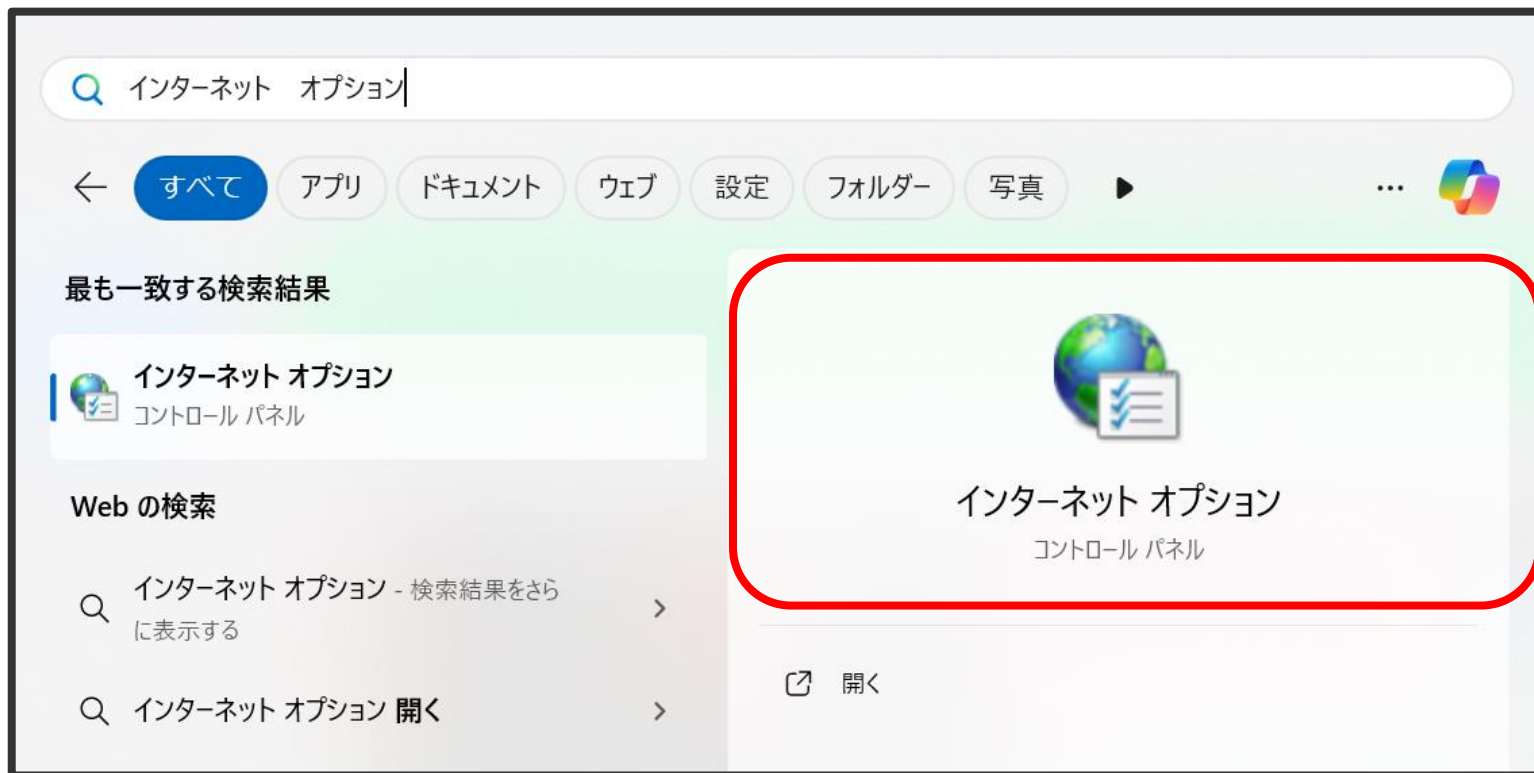 インターネット　オプション
すべて アプリ ドキュメント ウェブ 設定 フォルダー 写真 ...
最も一致する検索結果
インターネット オプション
コントロール パネル
Web の検索
インターネット オプション - 検索結果をさら
に表示する
インターネット オプション 開く
インターネット オプション
コントロール パネル
開く